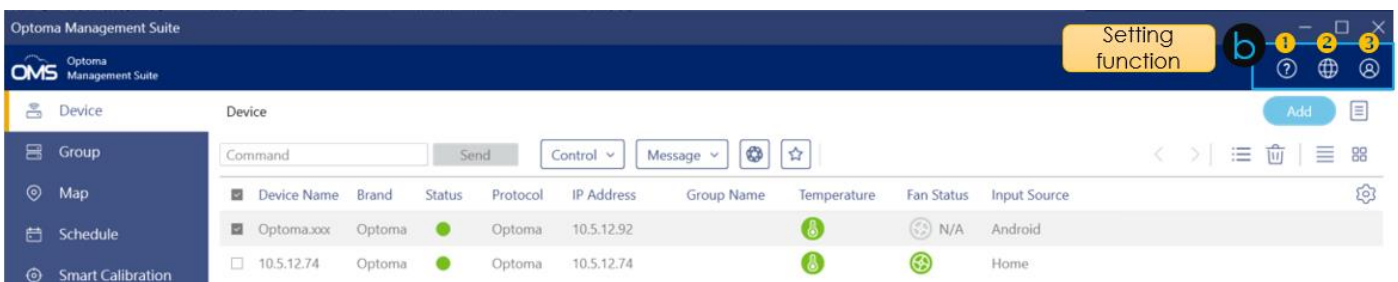 Optoma Management Suite
Setting function
b
1 2 3
OMS Optoma Management Suite
?
Device
Device
Add
Group
Command Send Control Message
Map
Device Name Brand Status Protocol IP Address Group Name Temperature Fan Status Input Source
Schedule
Optoma.xxx Optoma Optoma 10.5.12.92 N/A Android
Smart Calibration
10.5.12.74 Optoma Optoma 10.5.12.74 Home